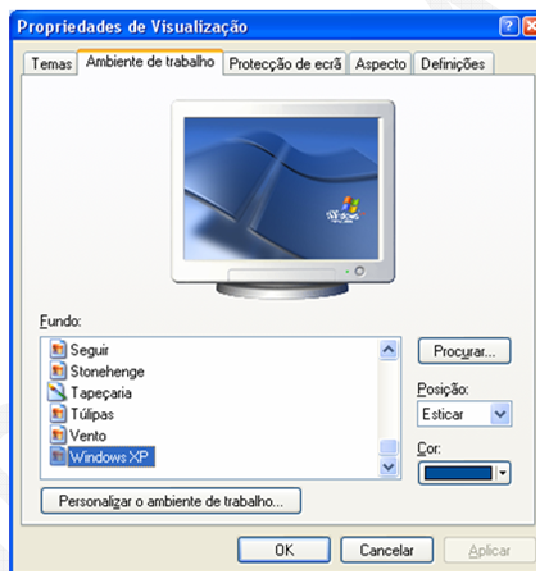 Propriedades de Visualização
Temas Ambiente de trabalho Protecção de ecrã Aspecto Definições
Windows
Fundo:
Seguir
Stonehenge
Tapeçaria
Túlipas
Vento
Windows XP
Procurar...
Posição:
Esticar
Cor:
Personalizar o ambiente de trabalho...
OK Cancelar Aplicar